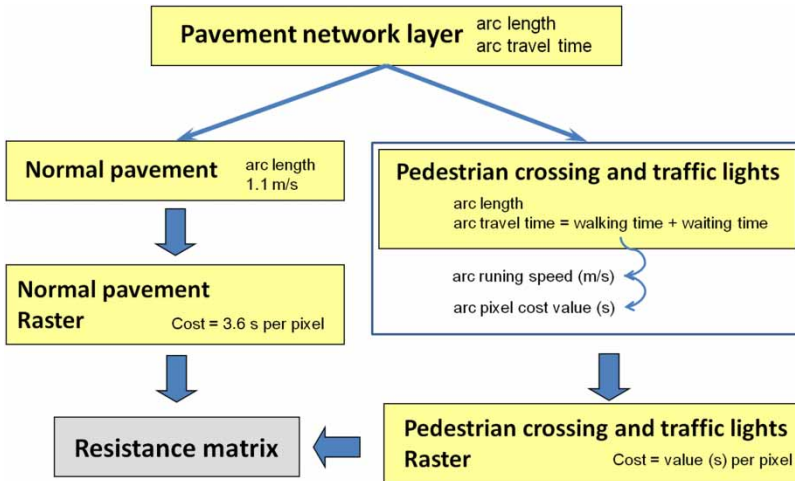 Pavement network layer arc length
arc travel time
Normal pavement arc length
1.1 m/s
Pedestrian crossing and traffic lights
arc length
arc travel time = walking time + waiting time
arc runing speed (m/s)
arc pixel cost value (s)
Normal pavement
Raster Cost = 3.6 s per pixel
Pedestrian crossing and traffic lights
Raster Cost = value (s) per pixel
Resistance matrix